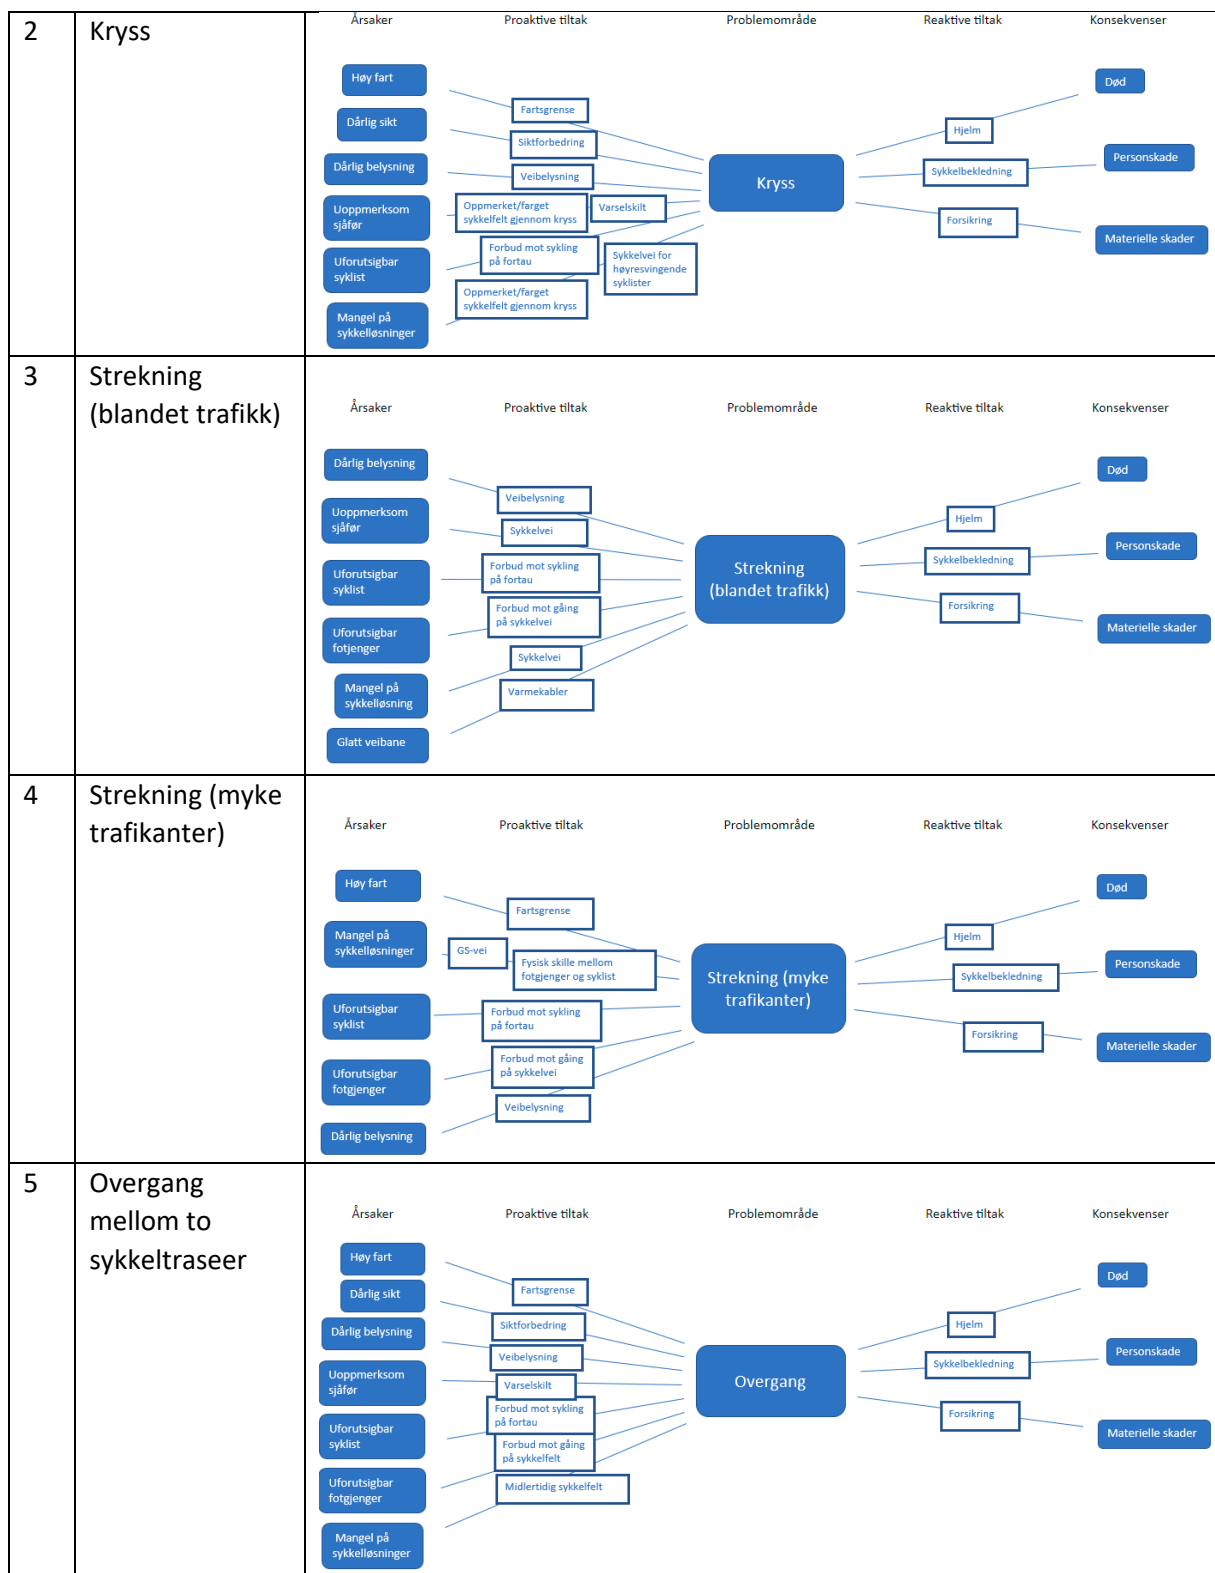 2
Kryss
Årsaker
Proaktive tiltak
Problemområde
Reaktive tiltak
Konsekvenser
Høy fart
Dårlig sikt
Dårlig belysning
Uoppmerksom
sjåfør
Uforutsigbar
syklist
Mangel på
sykkelløsninger
Fartsgrense
Siktforbedring
Veibelysning
Oppmerket/farget
sykkelfelt gjennom kryss
Varselskilt
Forbud mot sykling
på fortau
Sykkelvei for
høyresvingende
syklister
Oppmerket/farget
sykkelfelt gjennom kryss
Kryss
Hjelm
Sykkelbekledning
Forsikring
Død
Personskade
Materielle skader
3
Strekning
(blandet trafikk)
Årsaker
Proaktive tiltak
Problemområde
Reaktive tiltak
Konsekvenser
Dårlig belysning
Uoppmerksom
sjåfør
Uforutsigbar
syklist
Uforutsigbar
fotjenger
Mangel på
sykkelløsning
Glatt veibane
Veibelysning
Sykkelvei
Forbud mot sykling
på fortau
Forbud mot gåing
på sykkelvei
Sykkelvei
Varmekabler
Strekning
(blandet trafikk)
Hjelm
Sykkelbekledning
Forsikring
Død
Personskade
Materielle skader
4
Strekning (myke
trafikanter)
Årsaker
Proaktive tiltak
Problemområde
Reaktive tiltak
Konsekvenser
Høy fart
Mangel på
sykkelløsninger
Uforutsigbar
syklist
Uforutsigbar
fotgjenger
Dårlig belysning
Fartsgrense
GS-vei
Fysisk skille mellom
fotgjenger og syklist
Forbud mot sykling
på fortau
Forbud mot gåing
på sykkelvei
Veibelysning
Strekning (myke
trafikanter)
Hjelm
Sykkelbekledning
Forsikring
Død
Personskade
Materielle skader
5
Overgang
mellom to
sykkeltraseer
Årsaker
Proaktive tiltak
Problemområde
Reaktive tiltak
Konsekvenser
Høy fart
Dårlig sikt
Dårlig belysning
Uoppmerksom
sjåfør
Uforutsigbar
syklist
Uforutsigbar
fotgjenger
Mangel på
sykkelløsninger
Fartsgrense
Siktforbedring
Veibelysning
Varselskilt
Forbud mot sykling
på fortau
Forbud mot gåing
på sykkelfelt
Midlertidig sykkelfelt
Overgang
Hjelm
Sykkelbekledning
Forsikring
Død
Personskade
Materielle skader